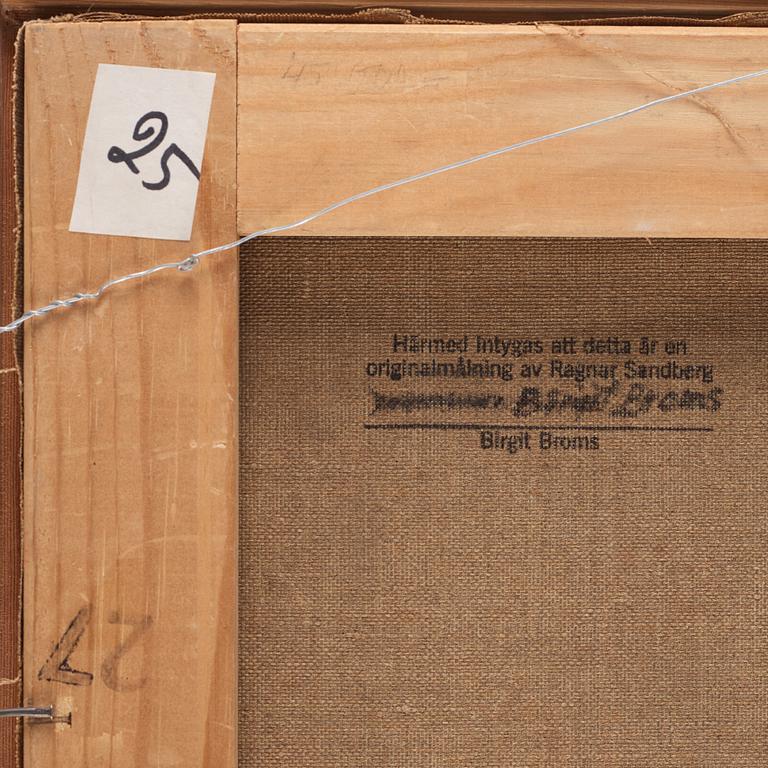 25
Härmed intygas att detta är en
originalmålning av Ragnar Sandberg
Birgit Broms
Birgit Broms
27